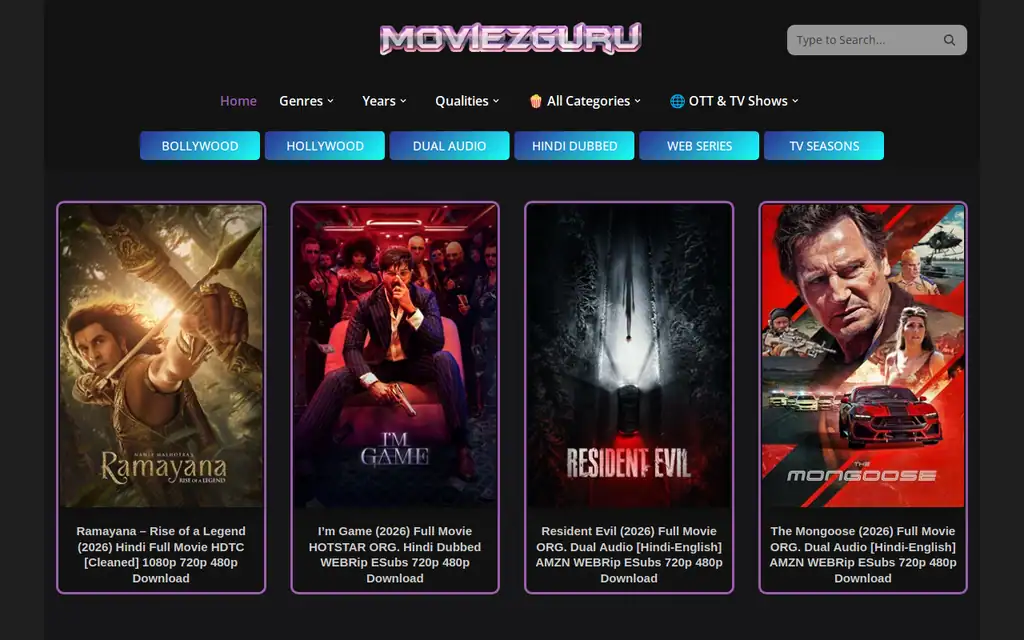 MOVIEZGURU
Type to Search...
Home
Genres
Years
Qualities
🍿 All Categories
🌐 OTT & TV Shows
BOLLYWOOD
HOLLYWOOD
DUAL AUDIO
HINDI DUBBED
WEB SERIES
TV SEASONS
NAMIT MALHOTRA'S
Ramayana
RISE OF A LEGEND
Ramayana – Rise of a Legend
(2026) Hindi Full Movie HDTC
[Cleaned] 1080p 720p 480p
Download
I'M
GAME
I'm Game (2026) Full Movie
HOTSTAR ORG. Hindi Dubbed
WEBRip ESubs 720p 480p
Download
RESIDENT EVIL
Resident Evil (2026) Full Movie
ORG. Dual Audio [Hindi-English]
AMZN WEBRip ESubs 720p 480p
Download
THE
MONGOOSE
The Mongoose (2026) Full Movie
ORG. Dual Audio [Hindi-English]
AMZN WEBRip ESubs 720p 480p
Download